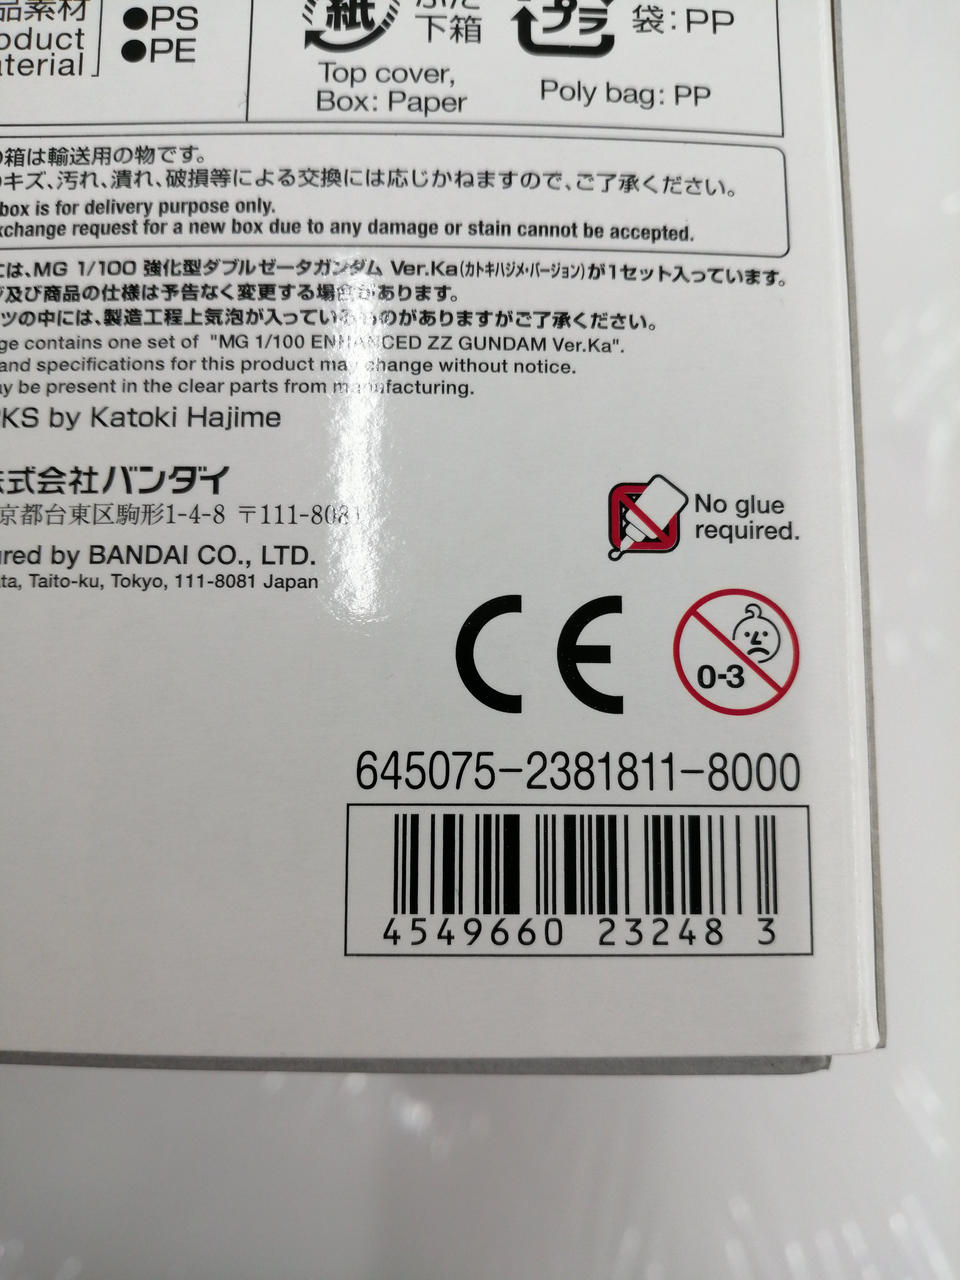 品素材
oduct
aterial
●PS
●PE
紙
下箱
Top cover,
Box: Paper
プラ
袋:PP
Poly bag: PP
の箱は輸送用の物です。
のキズ、汚れ、潰れ、破損等による交換には応じかねますので、ご了承ください。
box is for delivery purpose only.
xchange request for a new box due to any damage or stain cannot be accepted.
には、MG 1/100 強化型ダブルゼータガンダム Ver.Ka(カトキハジメ・バージョン)が1セット入っています。
及び商品の仕様は予告なく変更する場合があります。
ツの中には、製造工程上気泡が入っているものがありますがご了承ください。
ge contains one set of "MG 1/100 ENHANCED ZZ GUNDAM Ver.Ka".
and specifications for this product may change without notice.
ay be present in the clear parts from manufacturing.
KS by Katoki Hajime
株式会社バンダイ
京都台東区駒形1-4-8 〒111-8081
ured by BANDAI CO., LTD.
ta, Taito-ku, Tokyo, 111-8081 Japan
No glue
required.
CE
0-3
645075-2381811-8000
4549660 23248 3